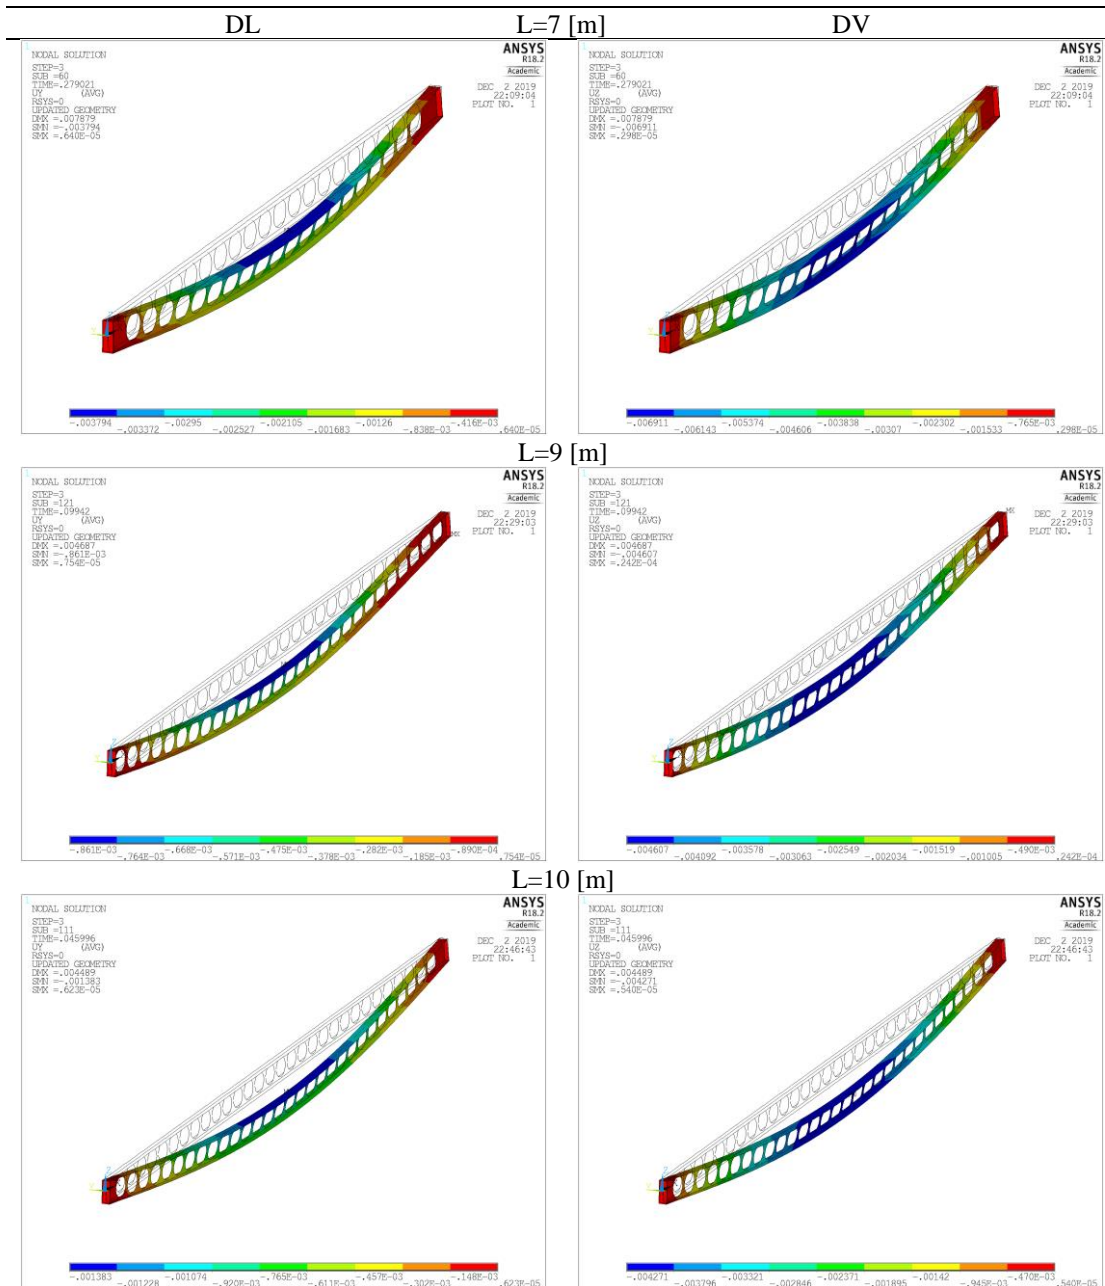 DL L=7 [m] DV
1
NODAL SOLUTION
STEP=3
SUB =60
TIME=.279021
UY (AVG)
RSYS=0
UPDATED GEOMETRY
DMX =.007879
SMN =-.003794
SMX =.640E-05
ANSYS
R18.2
Academic
DEC 2 2019
22:09:04
PLOT NO. 1
-.003794 -.00295 -.002105 -.00126 -.416E-03
-.003372 -.002527 -.001683 -.838E-03 .640E-05
1
NODAL SOLUTION
STEP=3
SUB =60
TIME=.279021
UZ (AVG)
RSYS=0
UPDATED GEOMETRY
DMX =.007879
SMN =-.006911
SMX =.298E-05
ANSYS
R18.2
Academic
DEC 2 2019
22:09:04
PLOT NO. 1
-.006911 -.005374 -.003838 -.002302 -.765E-03
-.006143 -.004606 -.00307 -.001533 .298E-05
L=9 [m]
1
NODAL SOLUTION
STEP=3
SUB =121
TIME=.09942
UY (AVG)
RSYS=0
UPDATED GEOMETRY
DMX =.004687
SMN =-.861E-03
SMX =.754E-05
ANSYS
R18.2
Academic
DEC 2 2019
22:29:03
PLOT NO. 1
MX
-.861E-03 -.668E-03 -.475E-03 -.282E-03 -.890E-04
-.764E-03 -.571E-03 -.378E-03 -.185E-03 .754E-05
1
NODAL SOLUTION
STEP=3
SUB =121
TIME=.09942
UZ (AVG)
RSYS=0
UPDATED GEOMETRY
DMX =.004687
SMN =-.004607
SMX =.242E-04
ANSYS
R18.2
Academic
DEC 2 2019
22:29:03
PLOT NO. 1
MX
-.004607 -.003578 -.002549 -.001519 -.490E-03
-.004092 -.003063 -.002034 -.001005 .242E-04
L=10 [m]
1
NODAL SOLUTION
STEP=3
SUB =111
TIME=.045996
UY (AVG)
RSYS=0
UPDATED GEOMETRY
DMX =.004489
SMN =-.001383
SMX =.623E-05
ANSYS
R18.2
Academic
DEC 2 2019
22:46:43
PLOT NO. 1
-.001383 -.001074 -.765E-03 -.457E-03 -.148E-03
-.001228 -.920E-03 -.611E-03 -.302E-03 .623E-05
1
NODAL SOLUTION
STEP=3
SUB =111
TIME=.045996
UZ (AVG)
RSYS=0
UPDATED GEOMETRY
DMX =.004489
SMN =-.004271
SMX =.540E-05
ANSYS
R18.2
Academic
DEC 2 2019
22:46:43
PLOT NO. 1
-.004271 -.003321 -.002371 -.00142 -.470E-03
-.003796 -.002846 -.001895 -.945E-03 .540E-05